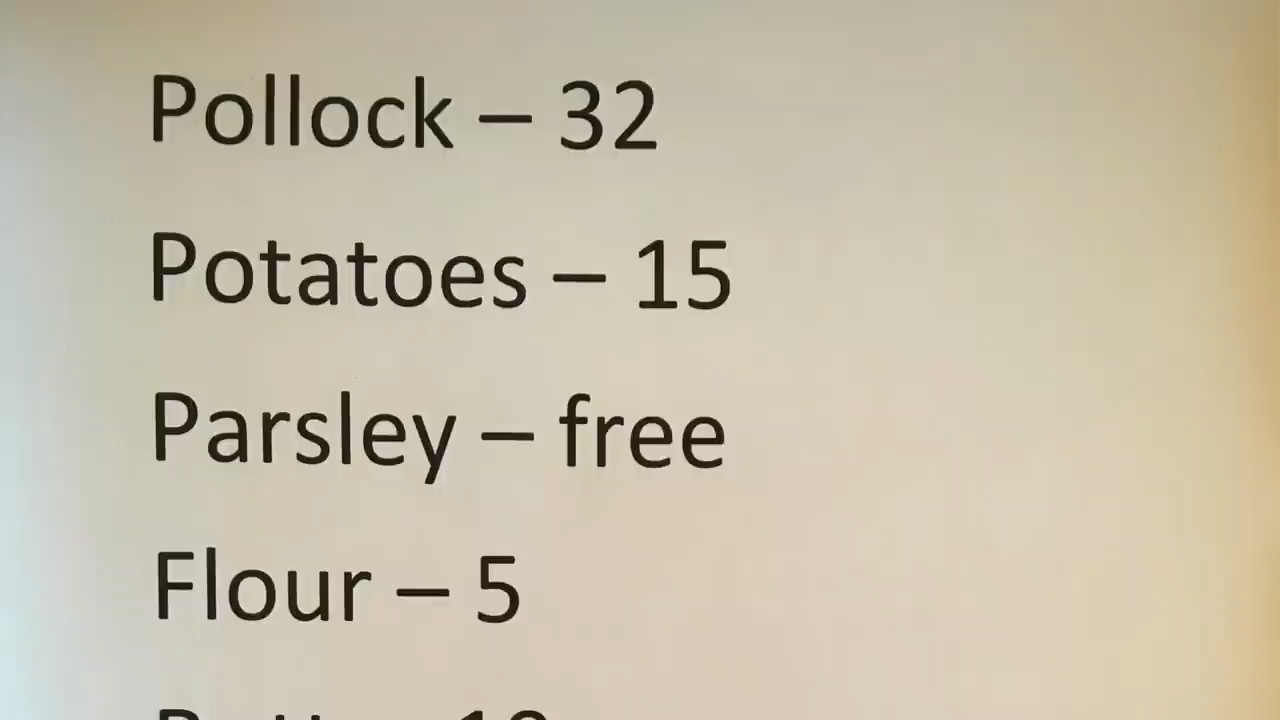 Pollock – 32
Potatoes – 15
Parsley – free
Flour – 5